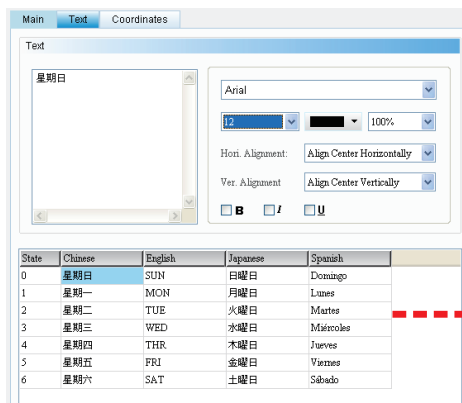 Main Text Coordinates
Text
星期日
Arial
12 100%
Hori. Alignment: Align Center Horizontally
Ver. Alignment Align Center Vertically
B I U
State Chinese English Japanese Spanish
0 星期日 SUN 日曜日 Domingo
1 星期一 MON 月曜日 Lunes
2 星期二 TUE 火曜日 Martes
3 星期三 WED 水曜日 Miércoles
4 星期四 THR 木曜日 Jueves
5 星期五 FRI 金曜日 Viernes
6 星期六 SAT 土曜日 Sábado